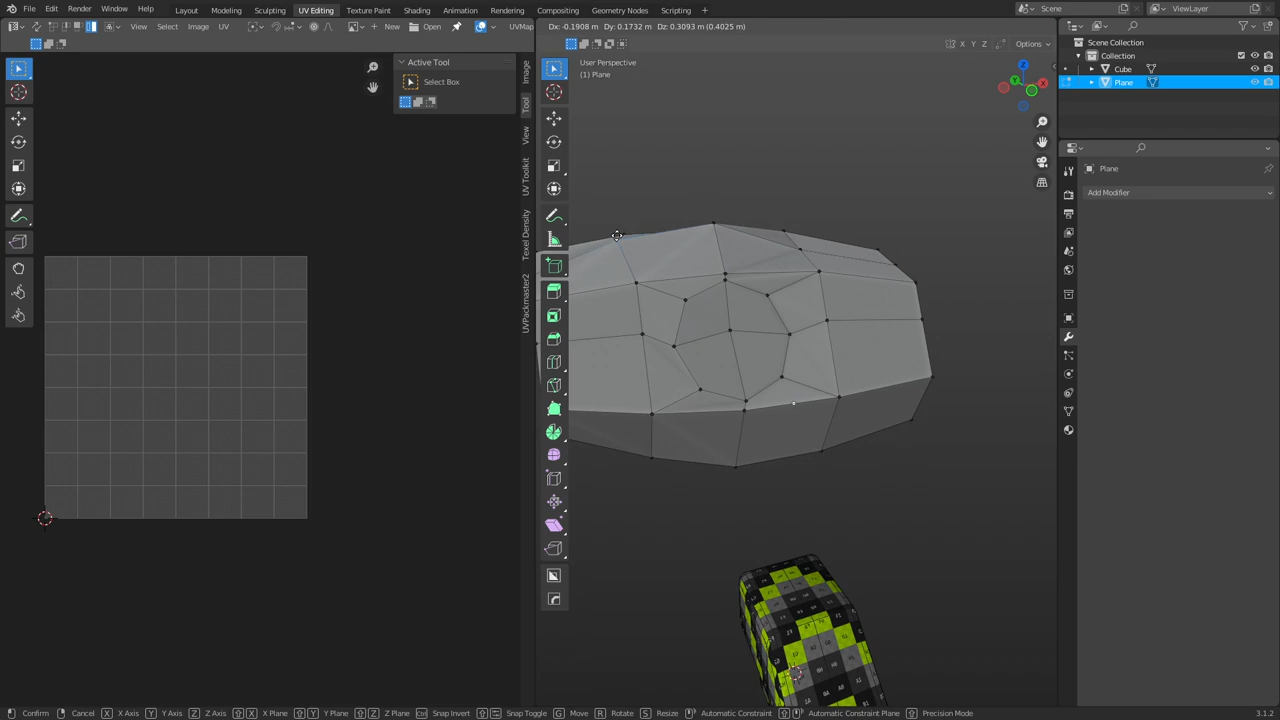 File Edit Render Window Help
Layout Modeling Sculpting UV Editing Texture Paint Shading Animation Rendering Compositing Geometry Nodes Scripting
Scene
ViewLayer
View Select Image UV
New
Open
UVMap
Dx: -0.1908 m Dy: 0.1732 m Dz: 0.3093 m (0.4025 m)
X Y Z
Options
User Perspective
(1) Plane
Active Tool
Select Box
Image
Tool
View
UV Toolkit
Texel Density
UVPackmaster2
Z
X
Y
Scene Collection
Collection
Cube
Plane
Plane
Add Modifier
Confirm Cancel X X Axis Y Y Axis Z Z Axis X X Plane Y Y Plane Z Z Plane Snap Invert Snap Toggle G Move R Rotate S Resize Automatic Constraint Automatic Constraint Plane Precision Mode
3.1.2